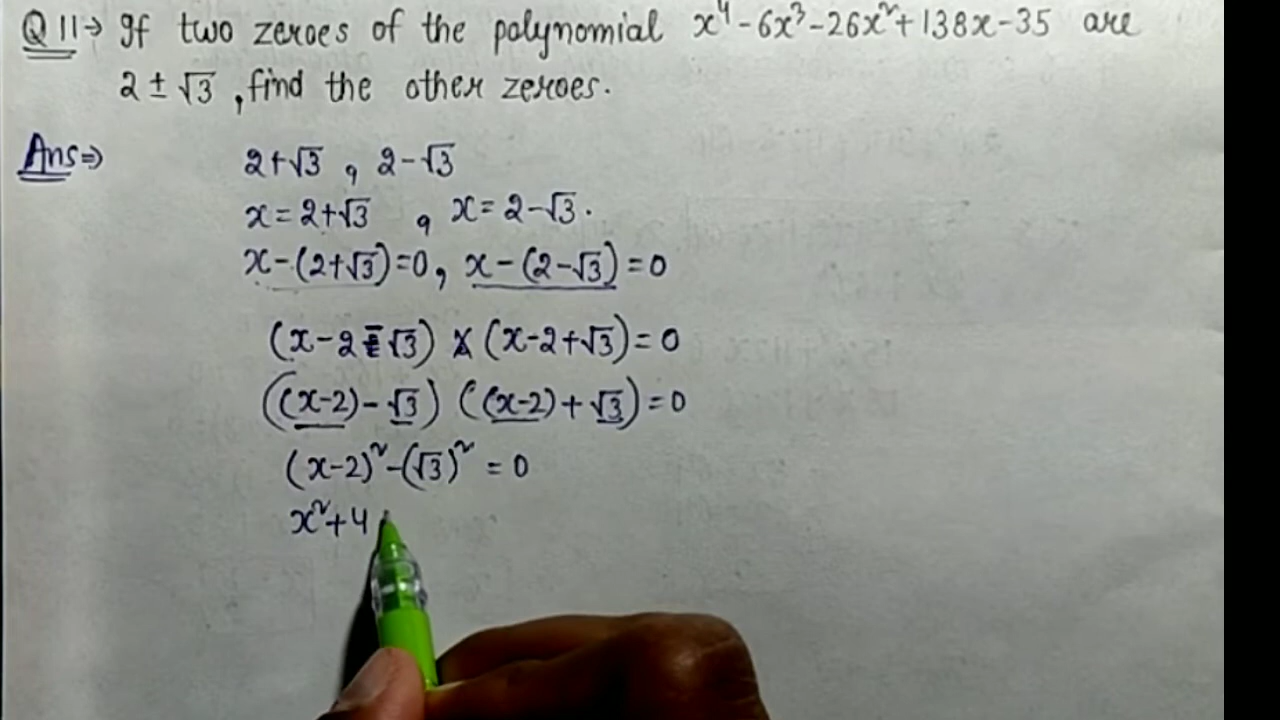 Q 11→ If two zeroes of the polynomial x⁴-6x³-26x²+138x-35 are
2 ± √3 , find the other zeroes.
Ans⇒ 2+√3 , 2-√3
x = 2+√3 , x = 2-√3.
x-(2+√3)=0, x-(2-√3)=0
(x-2-√3) × (x-2+√3)=0
((x-2)-√3) ((x-2)+√3)=0
(x-2)²-(√3)² = 0
x²+4